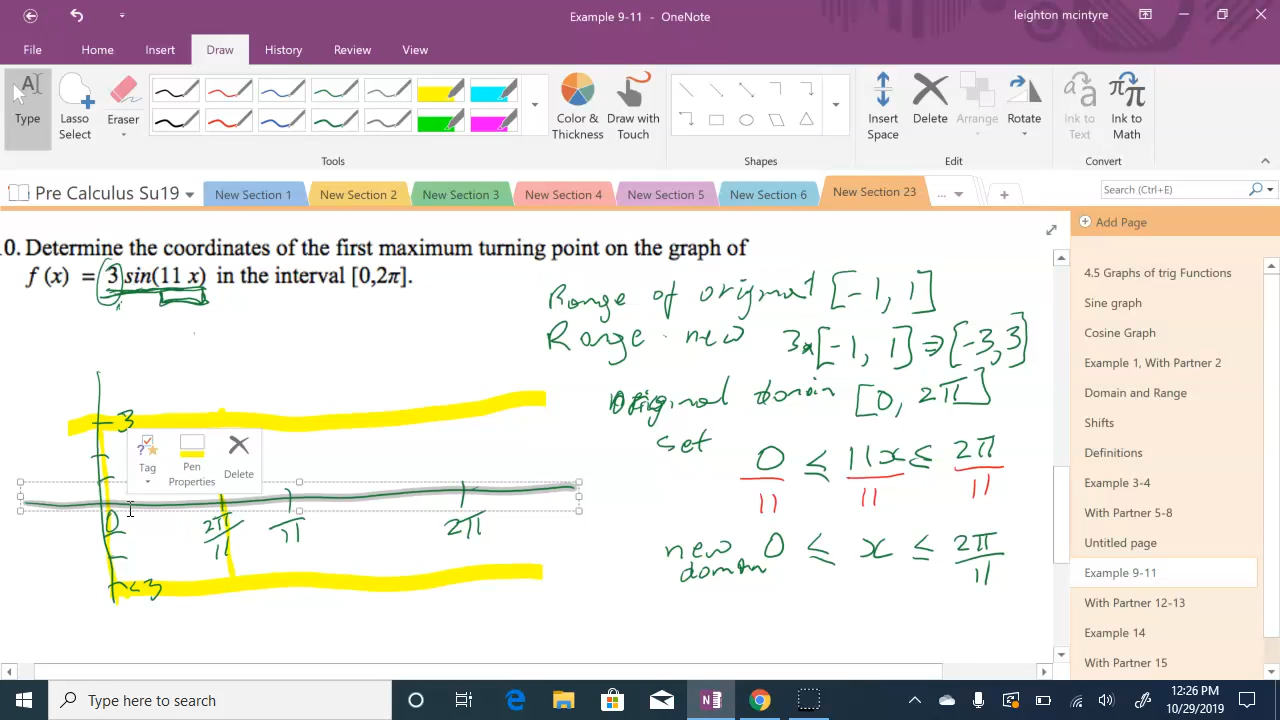 Example 9-11 - OneNote
leighton mcintyre
File Home Insert Draw History Review View
Type
Lasso Select
Eraser
Color & Thickness
Draw with Touch
Insert Space
Delete
Arrange
Rotate
Ink to Text
Ink to Math
Tools Shapes Edit Convert
Pre Calculus Su19
New Section 1 New Section 2 New Section 3 New Section 4 New Section 5 New Section 6 New Section 23 ...
Search (Ctrl+E)
Add Page
4.5 Graphs of trig Functions
Sine graph
Cosine Graph
Example 1, With Partner 2
Domain and Range
Shifts
Definitions
Example 3-4
With Partner 5-8
Untitled page
Example 9-11
With Partner 12-13
Example 14
With Partner 15
0. Determine the coordinates of the first maximum turning point on the graph of
f (x) = 3 sin(11 x) in the interval [0,2π].
Range of original [-1, 1]
Range new 3×[-1, 1] ⇒ [-3, 3]
Original domain [0, 2π]
set
0/11 ≤ 11x/11 ≤ 2π/11
new domain 0 ≤ x ≤ 2π/11
3
Tag
Pen Properties
Delete
0 2π/11 π 2π
-3
Type here to search
12:26 PM
10/29/2019